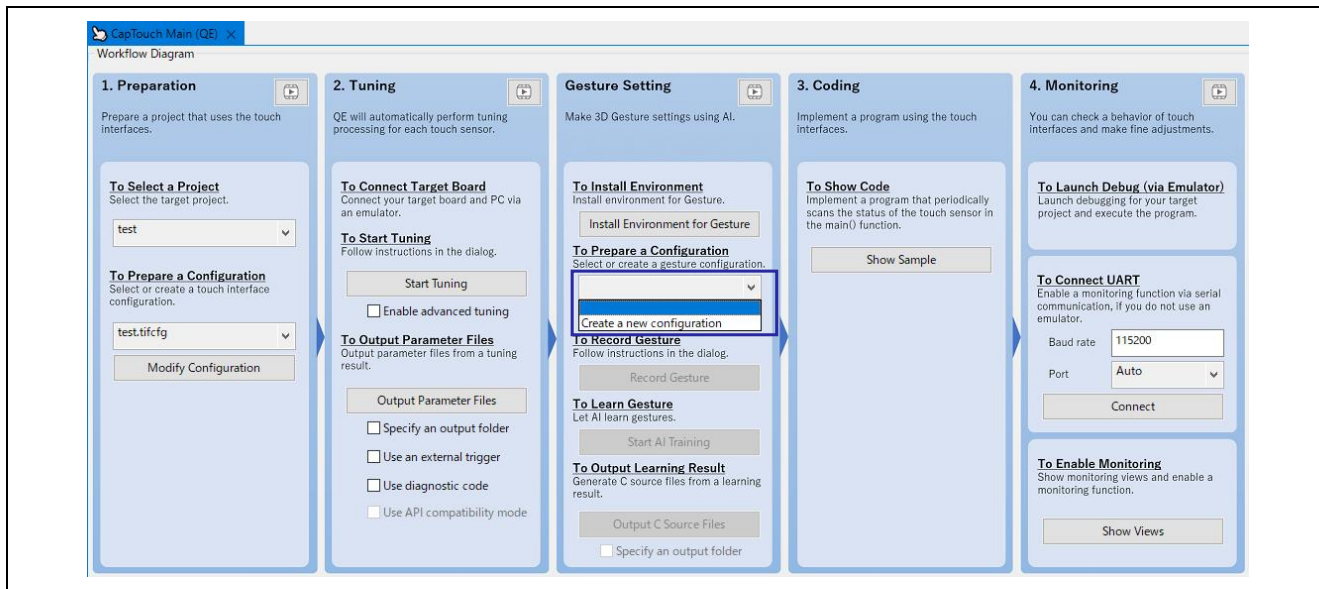 CapTouch Main (QE)
Workflow Diagram
1. Preparation
Prepare a project that uses the touch
interfaces.
To Select a Project
Select the target project.
test
To Prepare a Configuration
Select or create a touch interface
configuration.
test.tifcfg
Modify Configuration
2. Tuning
QE will automatically perform tuning
processing for each touch sensor.
To Connect Target Board
Connect your target board and PC via
an emulator.
To Start Tuning
Follow instructions in the dialog.
Start Tuning
Enable advanced tuning
To Output Parameter Files
Output parameter files from a tuning
result.
Output Parameter Files
Specify an output folder
Use an external trigger
Use diagnostic code
Use API compatibility mode
Gesture Setting
Make 3D Gesture settings using AI.
To Install Environment
Install environment for Gesture.
Install Environment for Gesture
To Prepare a Configuration
Select or create a gesture configuration.
Create a new configuration
To Record Gesture
Follow instructions in the dialog.
Record Gesture
To Learn Gesture
Let AI learn gestures.
Start AI Training
To Output Learning Result
Generate C source files from a learning
result.
Output C Source Files
Specify an output folder
3. Coding
Implement a program using the touch
interfaces.
To Show Code
Implement a program that periodically
scans the status of the touch sensor in
the main() function.
Show Sample
4. Monitoring
You can check a behavior of touch
interfaces and make fine adjustments.
To Launch Debug (via Emulator)
Launch debugging for your target
project and execute the program.
To Connect UART
Enable a monitoring function via serial
communication, if you do not use an
emulator.
Baud rate 115200
Port Auto
Connect
To Enable Monitoring
Show monitoring views and enable a
monitoring function.
Show Views